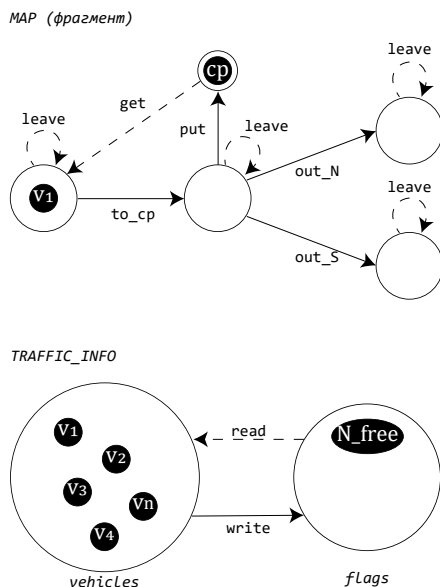 MAP (фрагмент)
cp
leave
get
leave
put
leave
out_N
V1
to_cp
leave
out_S
TRAFFIC_INFO
V1
read
N_free
V2
V3
Vn
V4
write
vehicles
flags